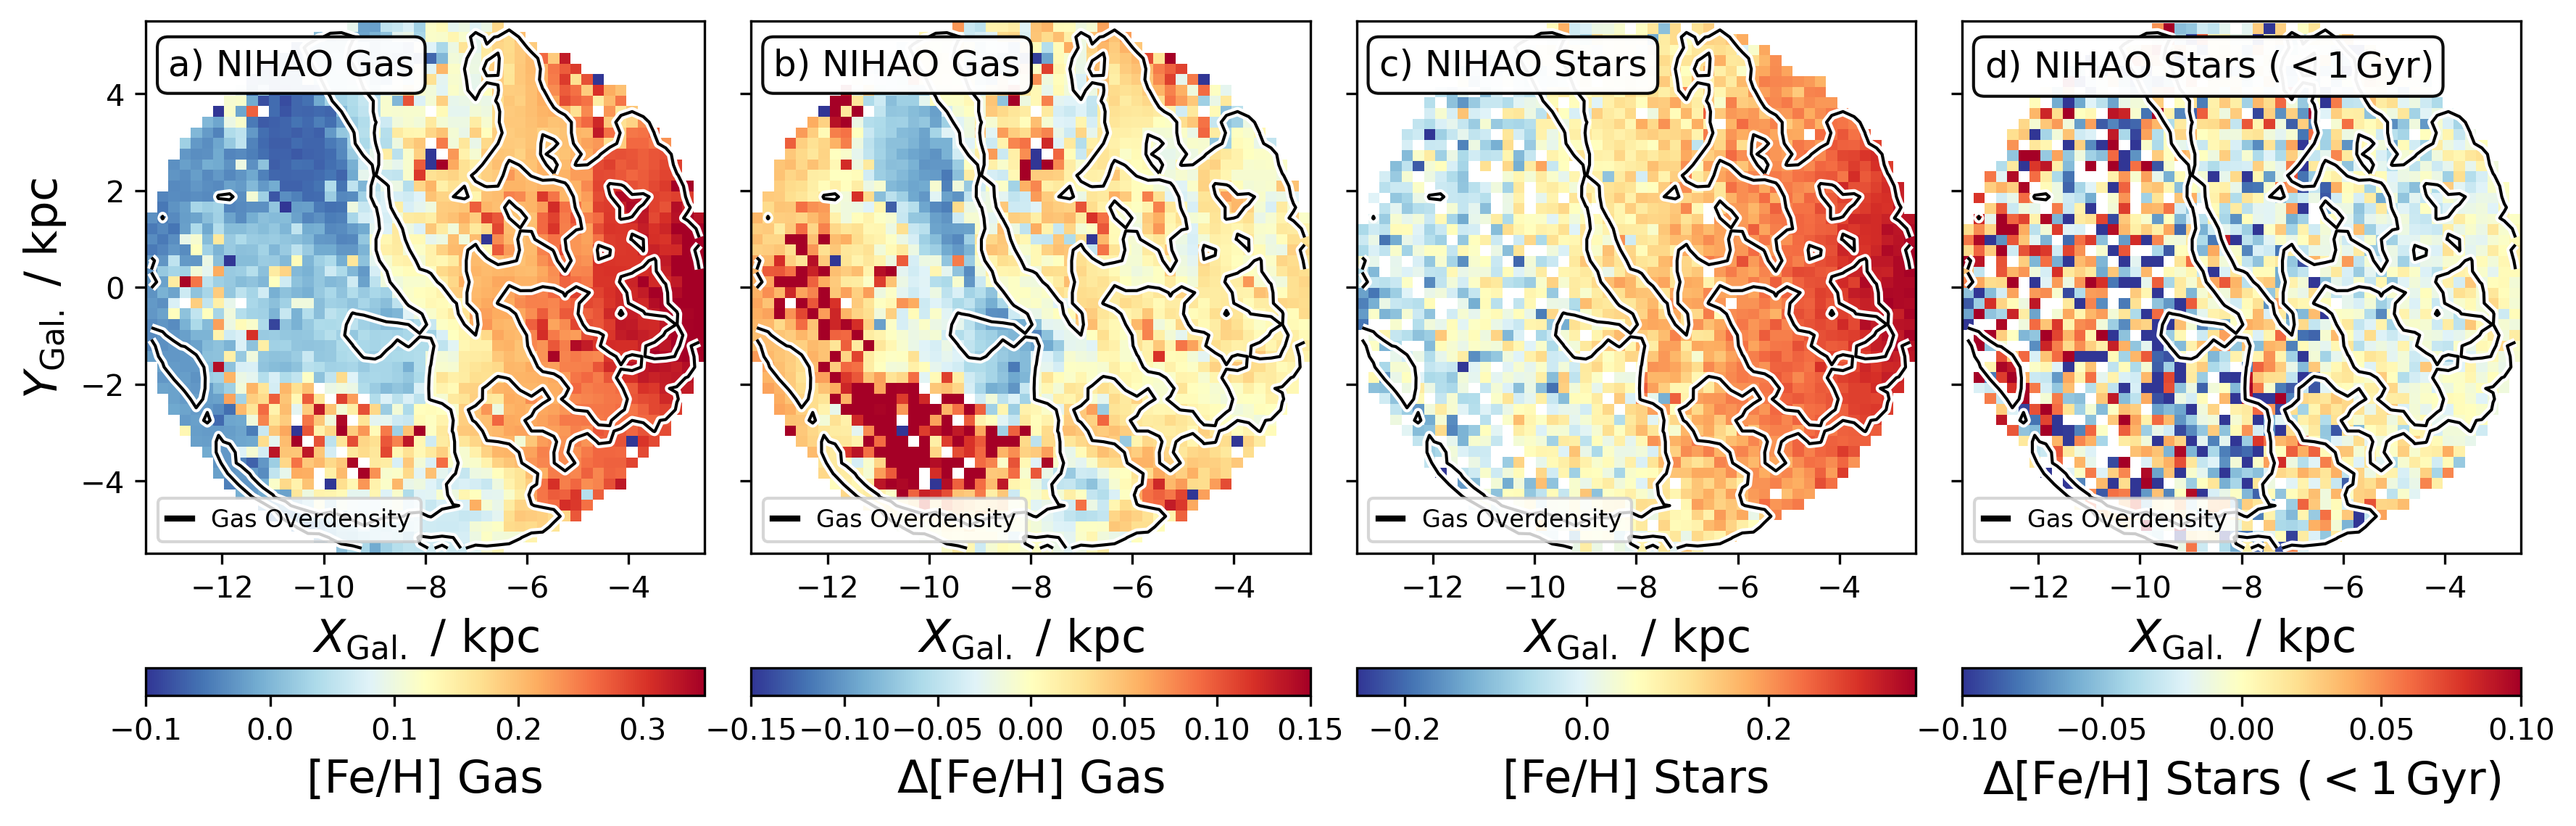 a) NIHAO Gas
b) NIHAO Gas
c) NIHAO Stars
d) NIHAO Stars (< 1 Gyr)
4
2
0
−2
−4
Y_Gal. / kpc
Gas Overdensity
Gas Overdensity
Gas Overdensity
Gas Overdensity
−12 −10 −8 −6 −4
−12 −10 −8 −6 −4
−12 −10 −8 −6 −4
−12 −10 −8 −6 −4
X_Gal. / kpc
X_Gal. / kpc
X_Gal. / kpc
X_Gal. / kpc
−0.1 0.0 0.1 0.2 0.3
−0.15 −0.10 −0.05 0.00 0.05 0.10 0.15
−0.2 0.0 0.2
−0.10 −0.05 0.00 0.05 0.10
[Fe/H] Gas
Δ[Fe/H] Gas
[Fe/H] Stars
Δ[Fe/H] Stars (< 1 Gyr)